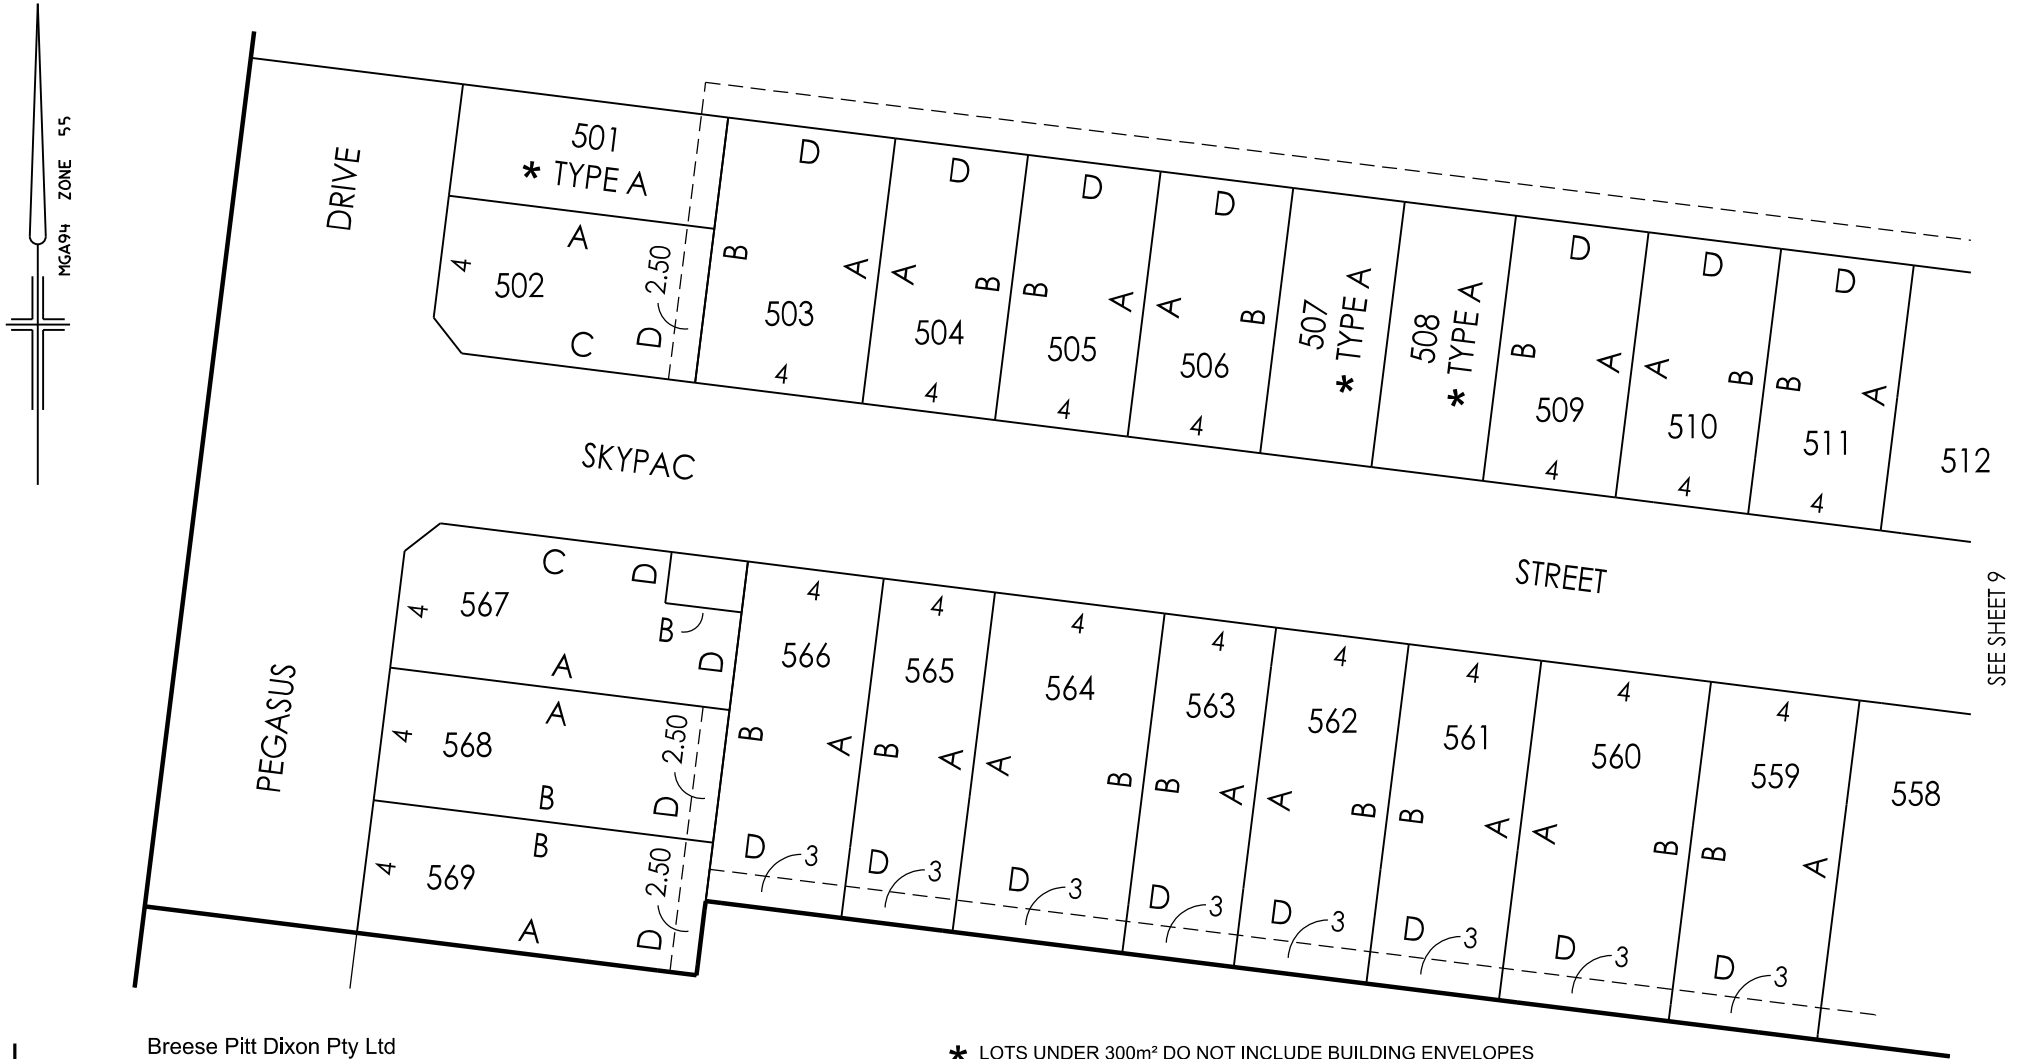 MGA94 ZONE 55
DRIVE
501
* TYPE A
A
4
502
2.50
C
D
D
B
A
503
4
D
A
B
504
4
D
B
A
505
4
D
A
B
506
4
507
* TYPE A
508
* TYPE A
D
B
A
509
4
D
A
B
510
4
D
B
A
511
4
512
SKYPAC
STREET
SEE SHEET 9
PEGASUS
C
D
4
567
B
D
A
A
4
568
2.50
B
D
B
4
569
2.50
A
D
4
566
B
A
D
3
4
565
B
A
D
3
4
564
A
B
D
3
4
563
B
A
D
3
4
562
A
B
D
3
4
561
B
A
D
3
4
560
A
B
D
3
4
559
B
A
D
3
558
Breese Pitt Dixon Pty Ltd
* LOTS UNDER 300m² DO NOT INCLUDE BUILDING ENVELOPES